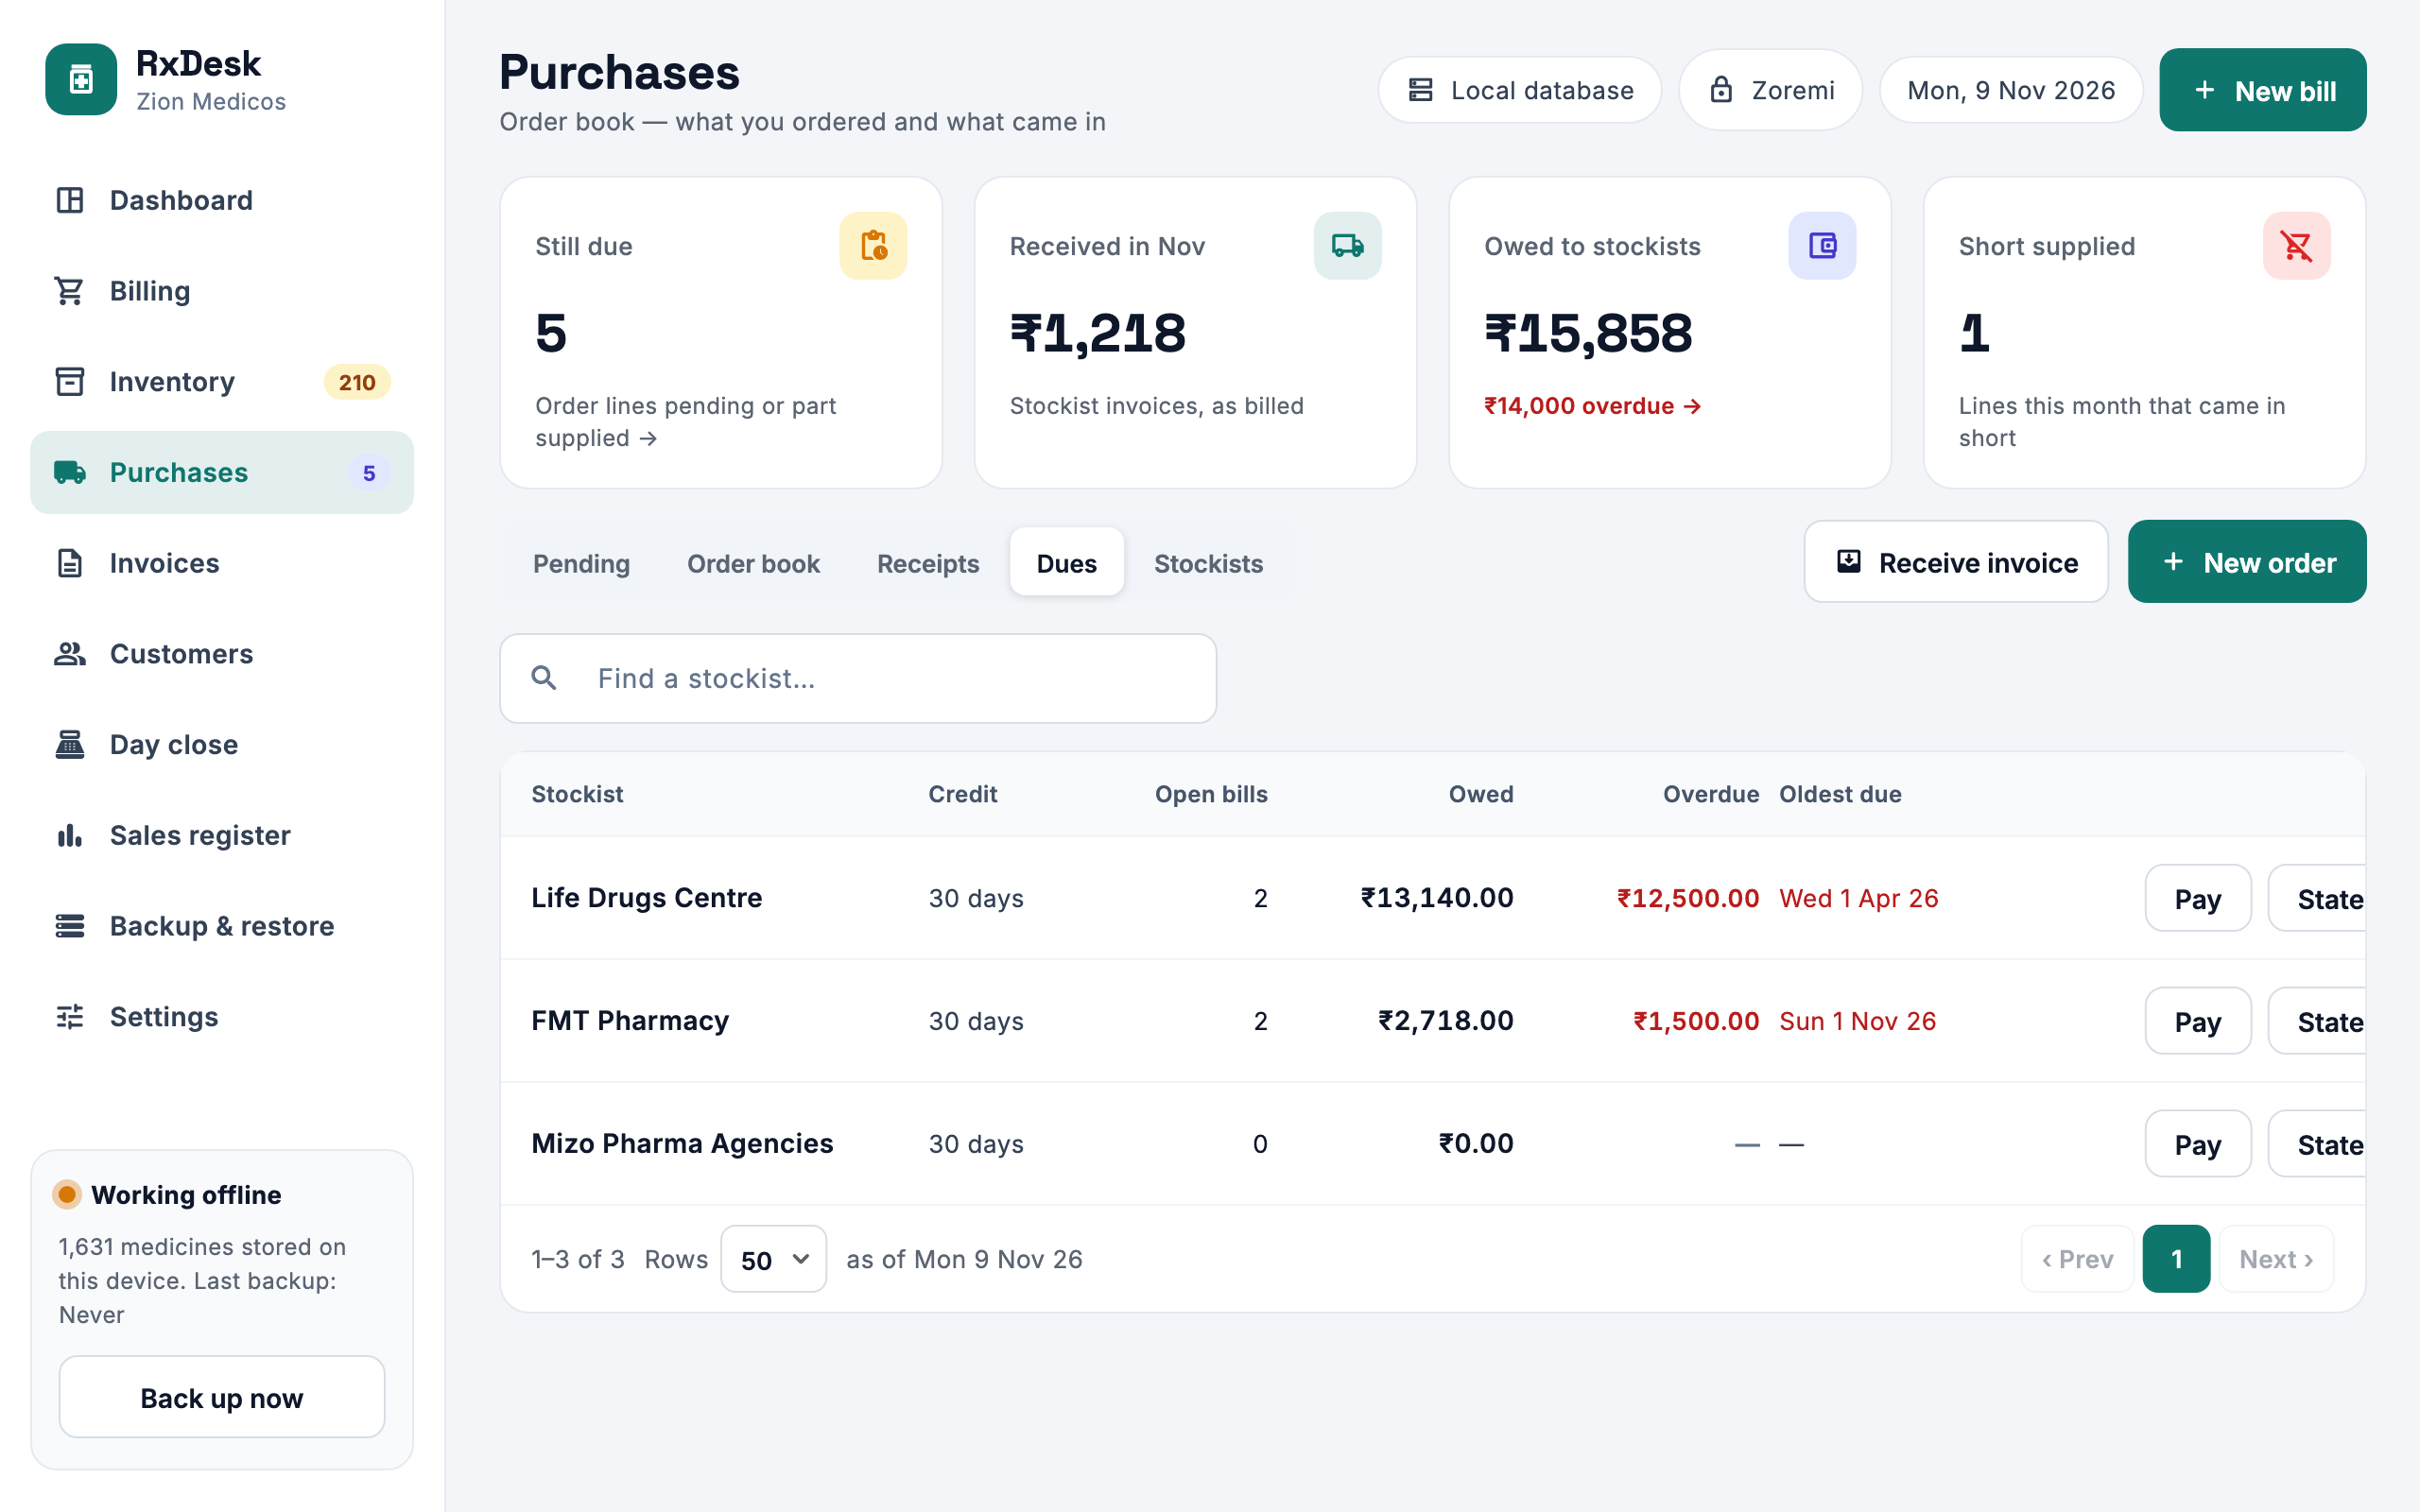 RxDesk
Zion Medicos
Dashboard
Billing
Inventory 210
Purchases 5
Invoices
Customers
Day close
Sales register
Backup & restore
Settings
Working offline
1,631 medicines stored on
this device. Last backup:
Never
Back up now
Purchases
Order book — what you ordered and what came in
Local database
Zoremi
Mon, 9 Nov 2026
+ New bill
Still due
5
Order lines pending or part
supplied →
Received in Nov
₹1,218
Stockist invoices, as billed
Owed to stockists
₹15,858
₹14,000 overdue →
Short supplied
1
Lines this month that came in
short
Pending Order book Receipts Dues Stockists
Receive invoice
+ New order
Find a stockist...
Stockist Credit Open bills Owed Overdue Oldest due
Life Drugs Centre 30 days 2 ₹13,140.00 ₹12,500.00 Wed 1 Apr 26 Pay State
FMT Pharmacy 30 days 2 ₹2,718.00 ₹1,500.00 Sun 1 Nov 26 Pay State
Mizo Pharma Agencies 30 days 0 ₹0.00 — — Pay State
1–3 of 3 Rows 50 as of Mon 9 Nov 26 ‹ Prev 1 Next ›